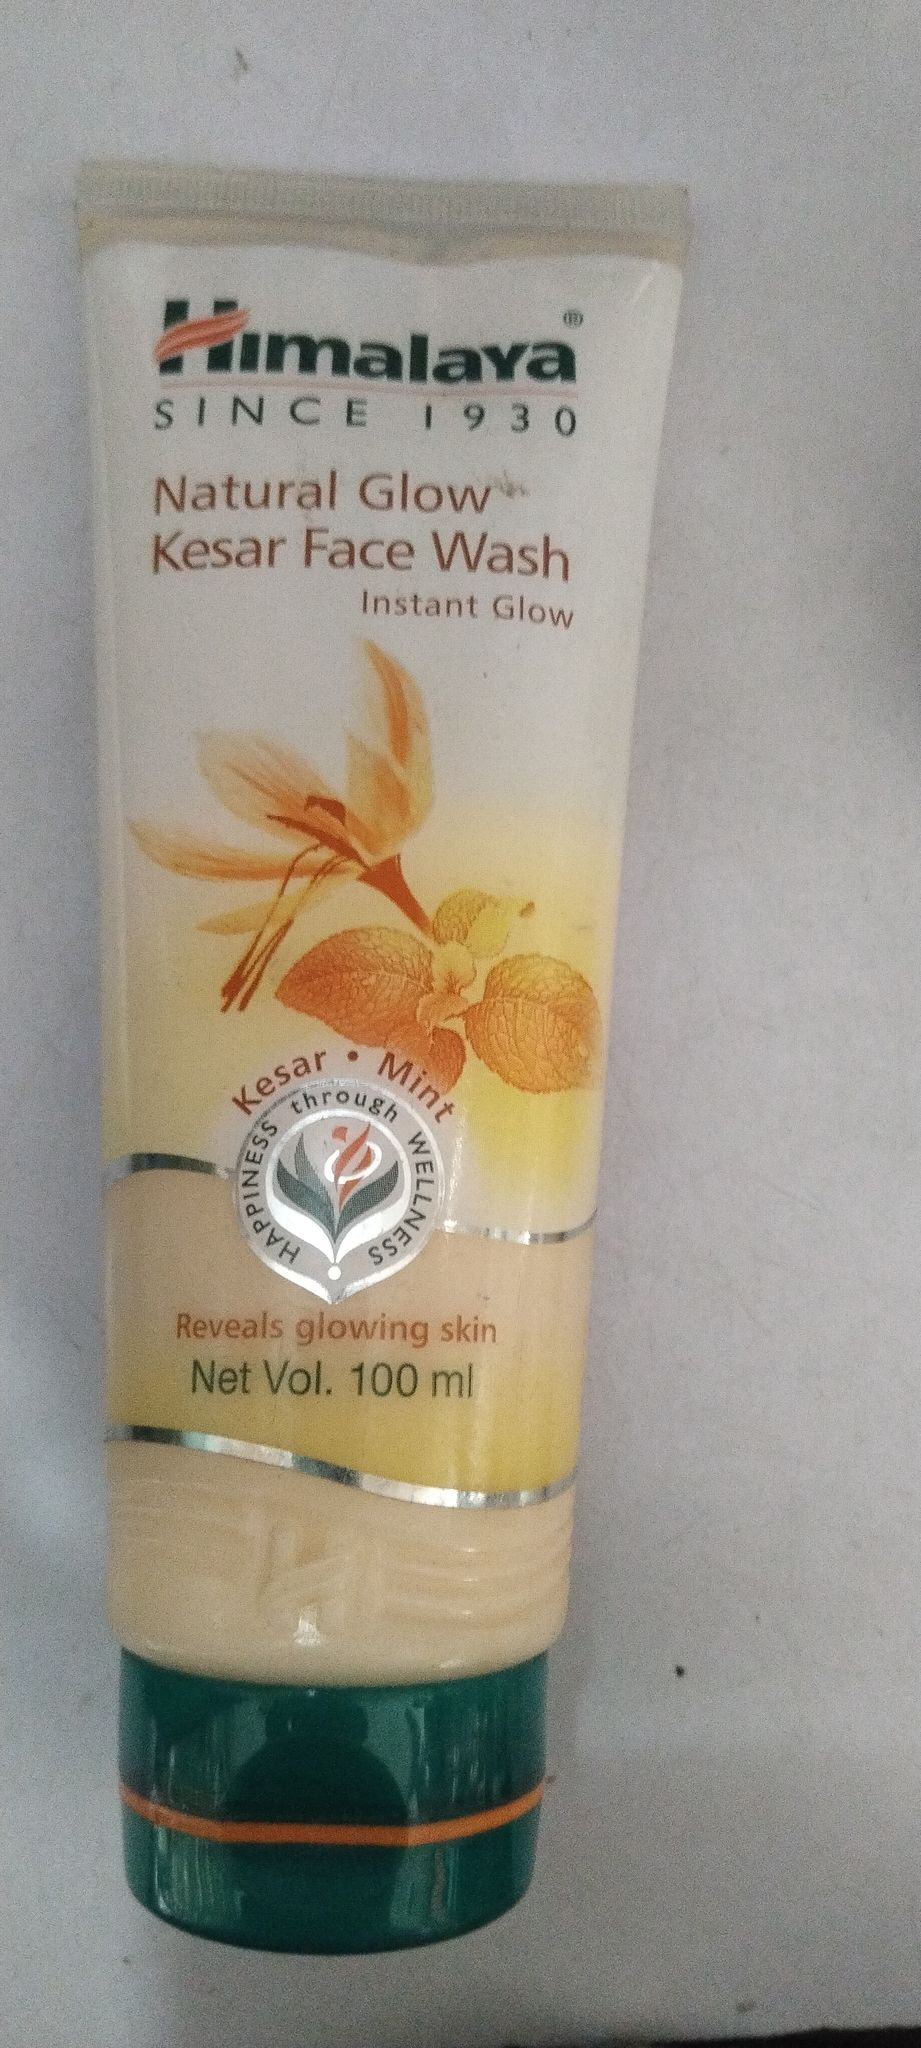 Himalaya®
SINCE 1930
Natural Glow
Kesar Face Wash
Instant Glow
Kesar • Mint
HAPPINESS through WELLNESS
Reveals glowing skin
Net Vol. 100 ml